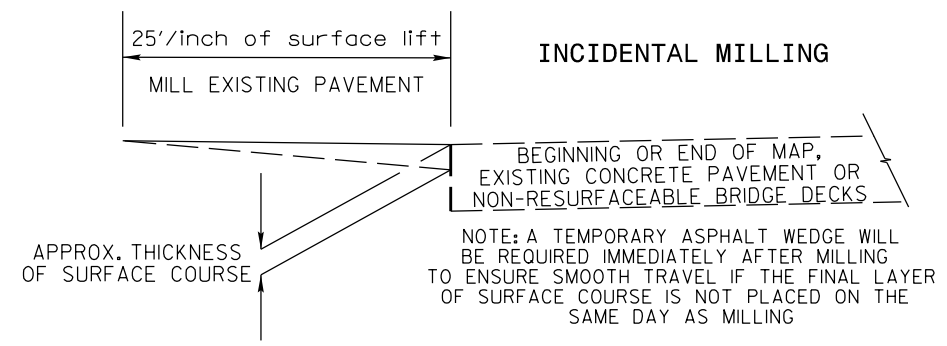 25'/inch of surface lift
INCIDENTAL MILLING
MILL EXISTING PAVEMENT
BEGINNING OR END OF MAP,
EXISTING CONCRETE PAVEMENT OR
NON-RESURFACEABLE BRIDGE DECKS
APPROX. THICKNESS
OF SURFACE COURSE
NOTE: A TEMPORARY ASPHALT WEDGE WILL
BE REQUIRED IMMEDIATELY AFTER MILLING
TO ENSURE SMOOTH TRAVEL IF THE FINAL LAYER
OF SURFACE COURSE IS NOT PLACED ON THE
SAME DAY AS MILLING